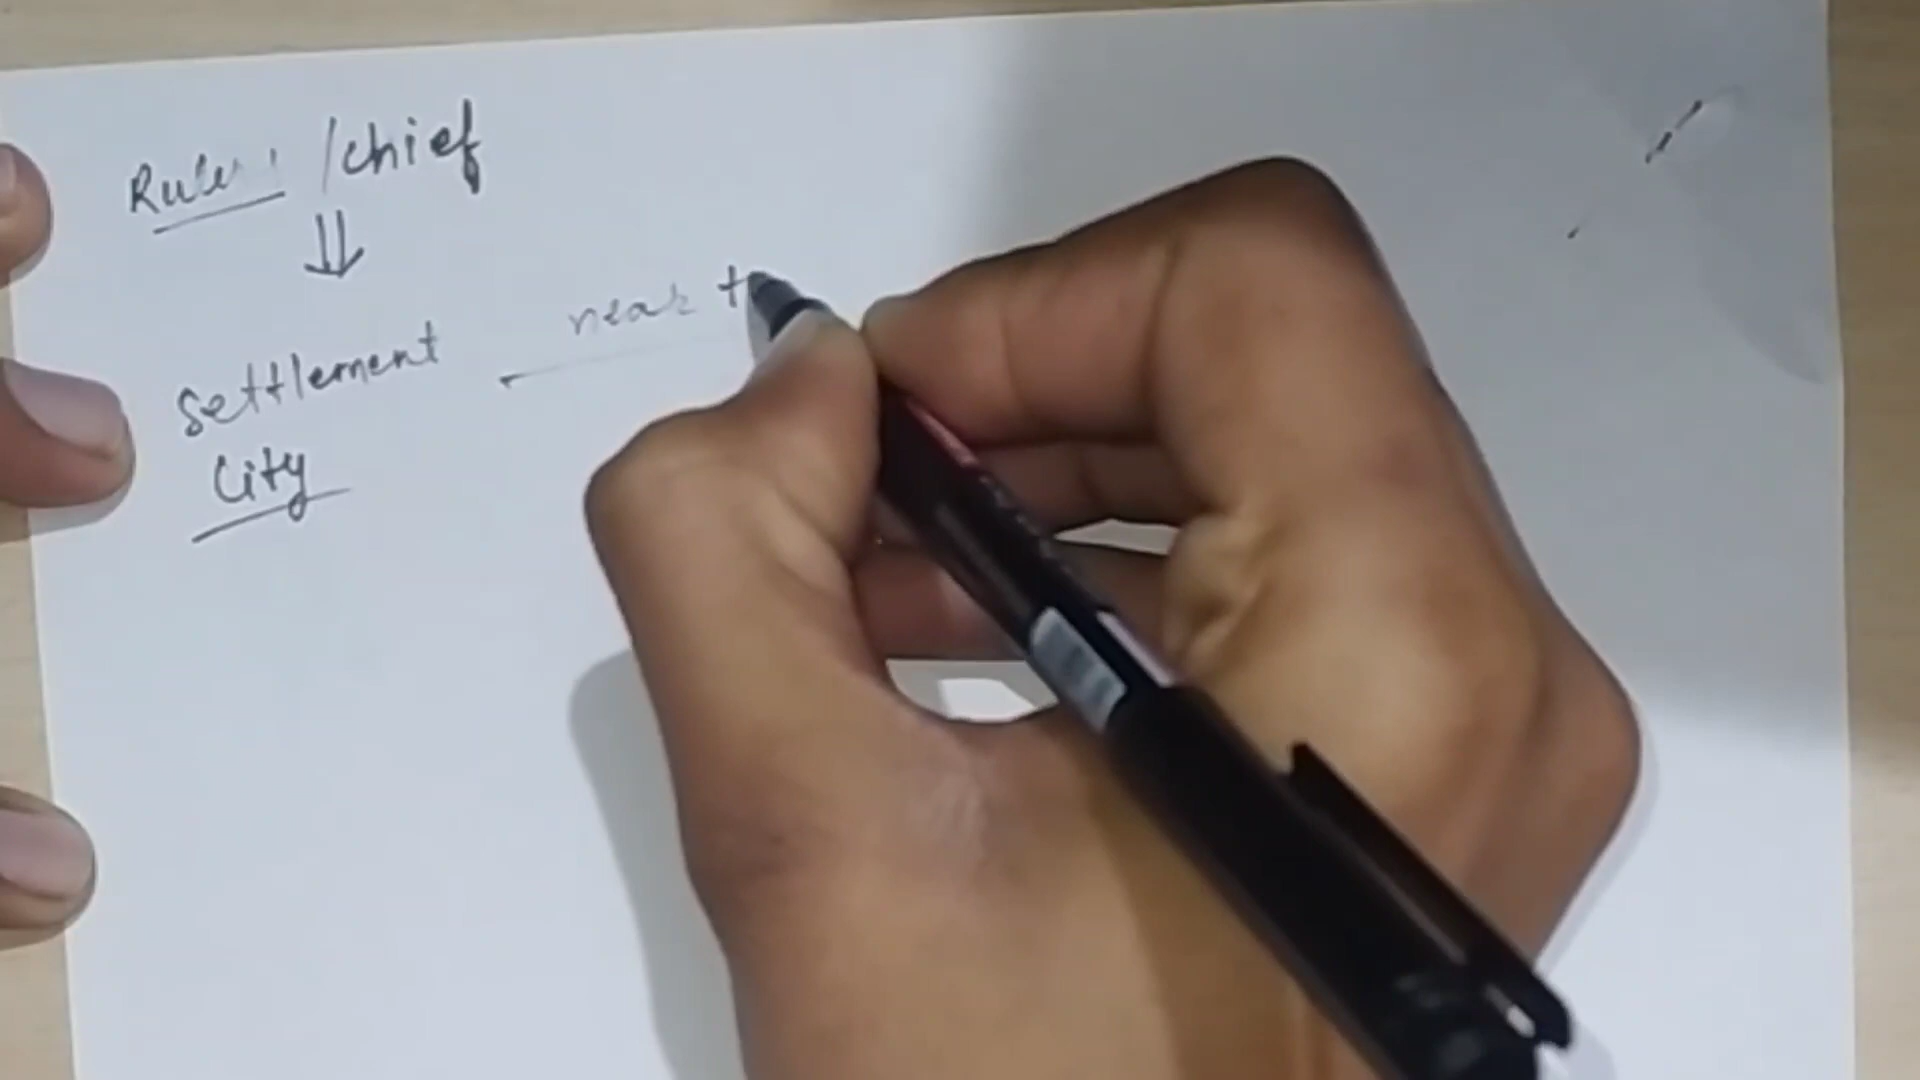 Ruler /chief
⇓
near t
settlement
City